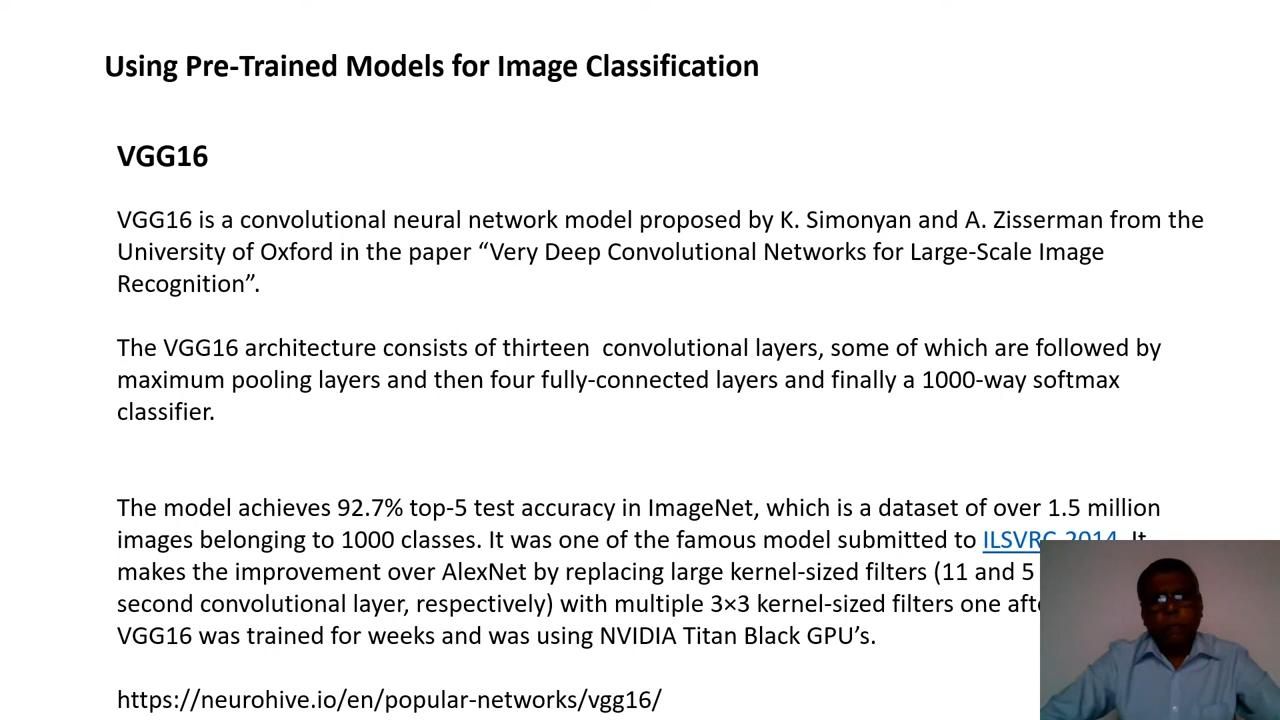 Using Pre-Trained Models for Image Classification
VGG16
VGG16 is a convolutional neural network model proposed by K. Simonyan and A. Zisserman from the
University of Oxford in the paper “Very Deep Convolutional Networks for Large-Scale Image
Recognition”.
The VGG16 architecture consists of thirteen  convolutional layers, some of which are followed by
maximum pooling layers and then four fully-connected layers and finally a 1000-way softmax
classifier.
The model achieves 92.7% top-5 test accuracy in ImageNet, which is a dataset of over 1.5 million
images belonging to 1000 classes. It was one of the famous model submitted to ILSVRC-2014. It
makes the improvement over AlexNet by replacing large kernel-sized filters (11 and 5
second convolutional layer, respectively) with multiple 3×3 kernel-sized filters one
VGG16 was trained for weeks and was using NVIDIA Titan Black GPU’s.
https://neurohive.io/en/popular-networks/vgg16/